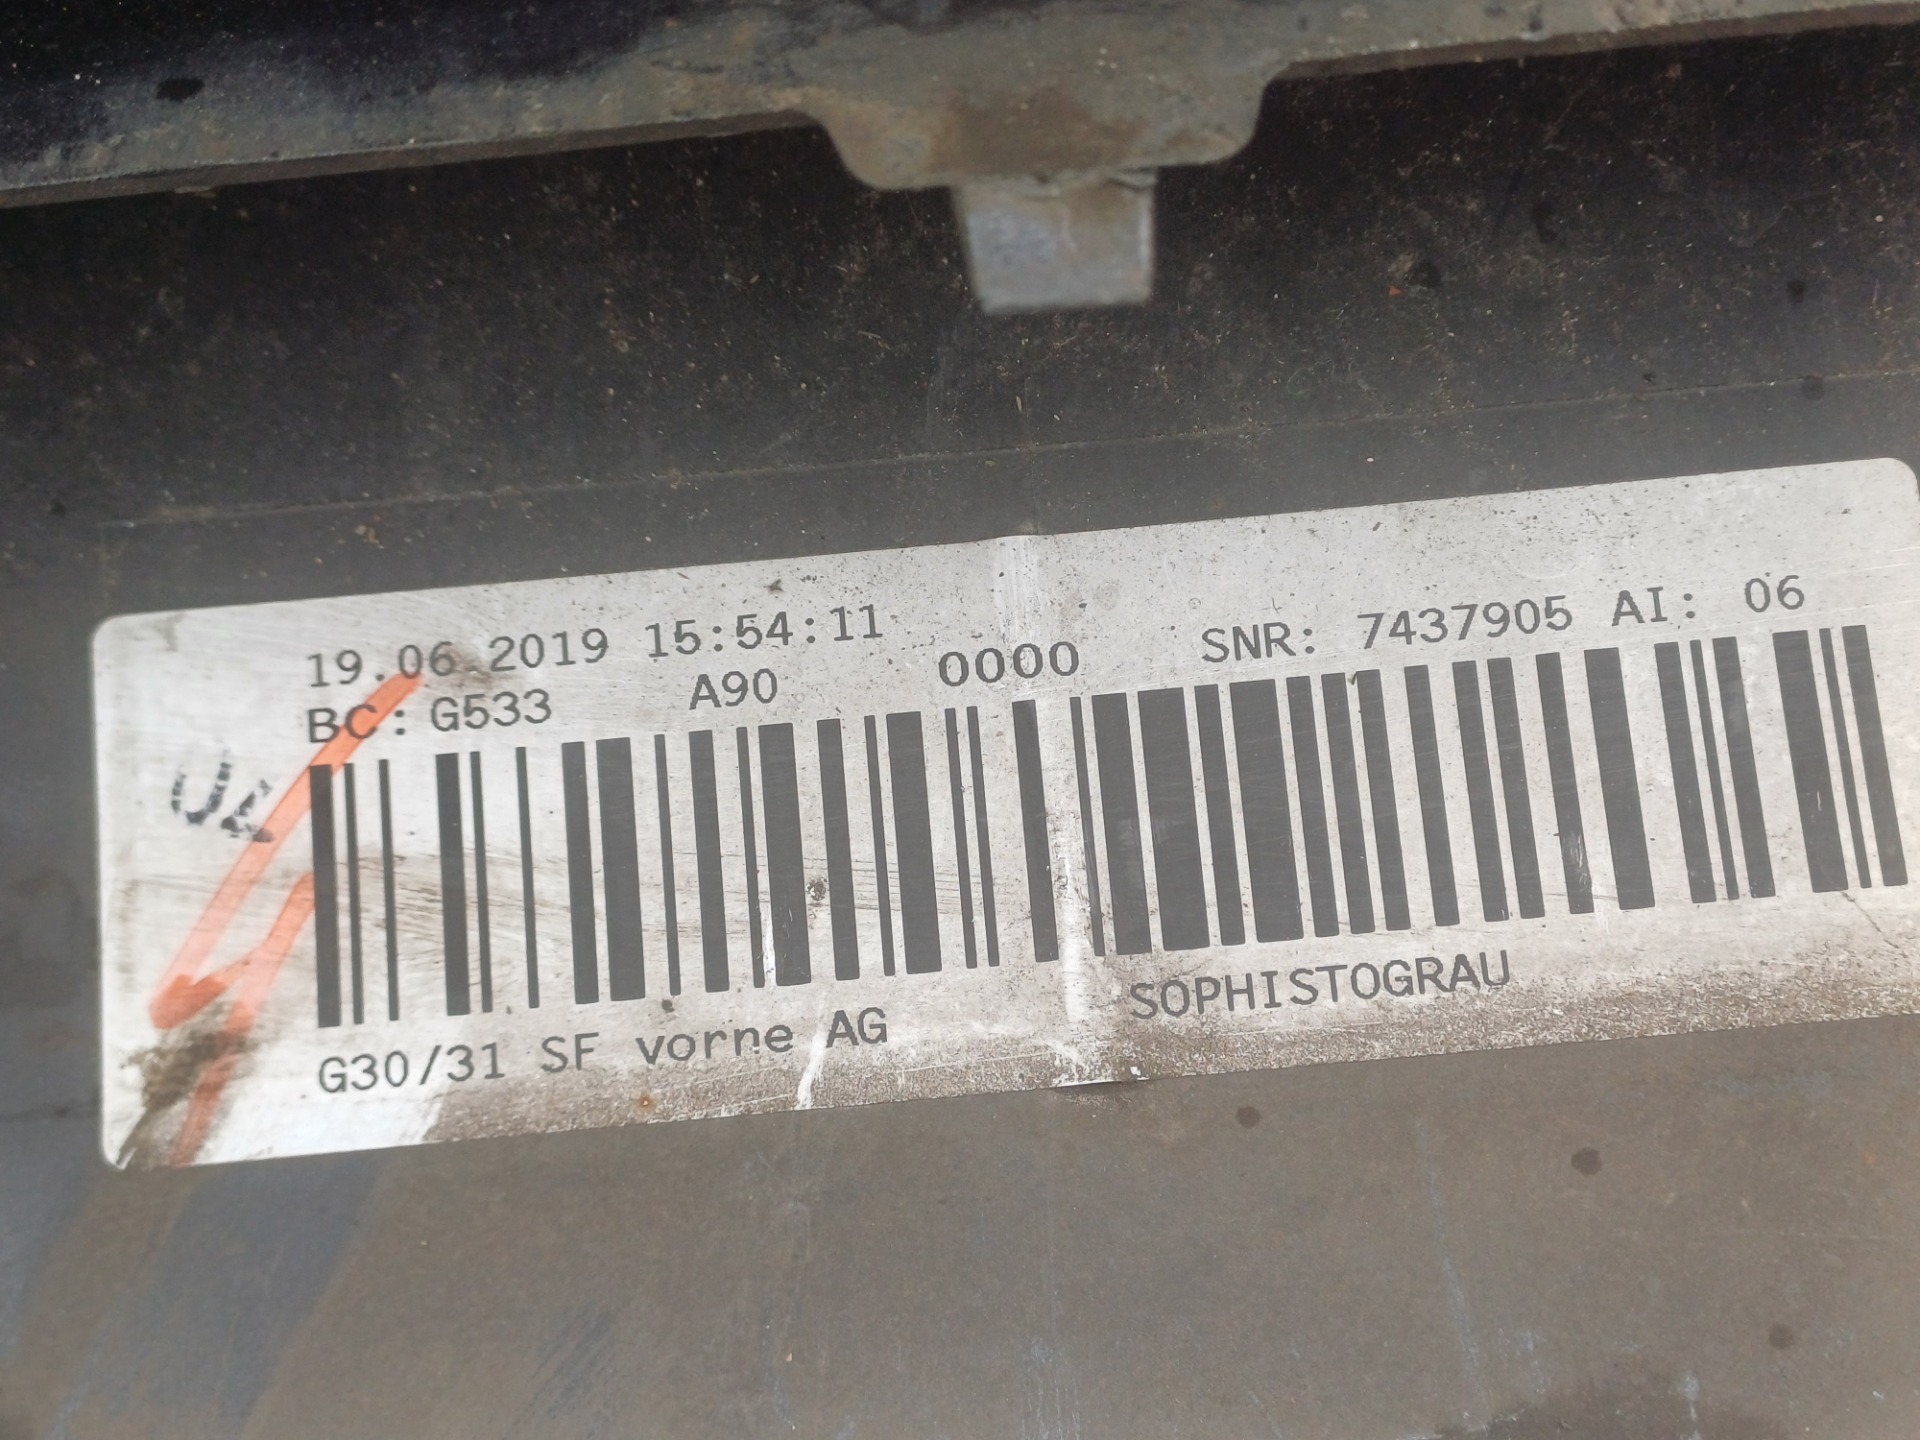 19.06.2019 15:54:11 SNR: 7437905 AI: 06
BC: G533 A90 0000
G30/31 SF vorne AG SOPHISTOGRAU